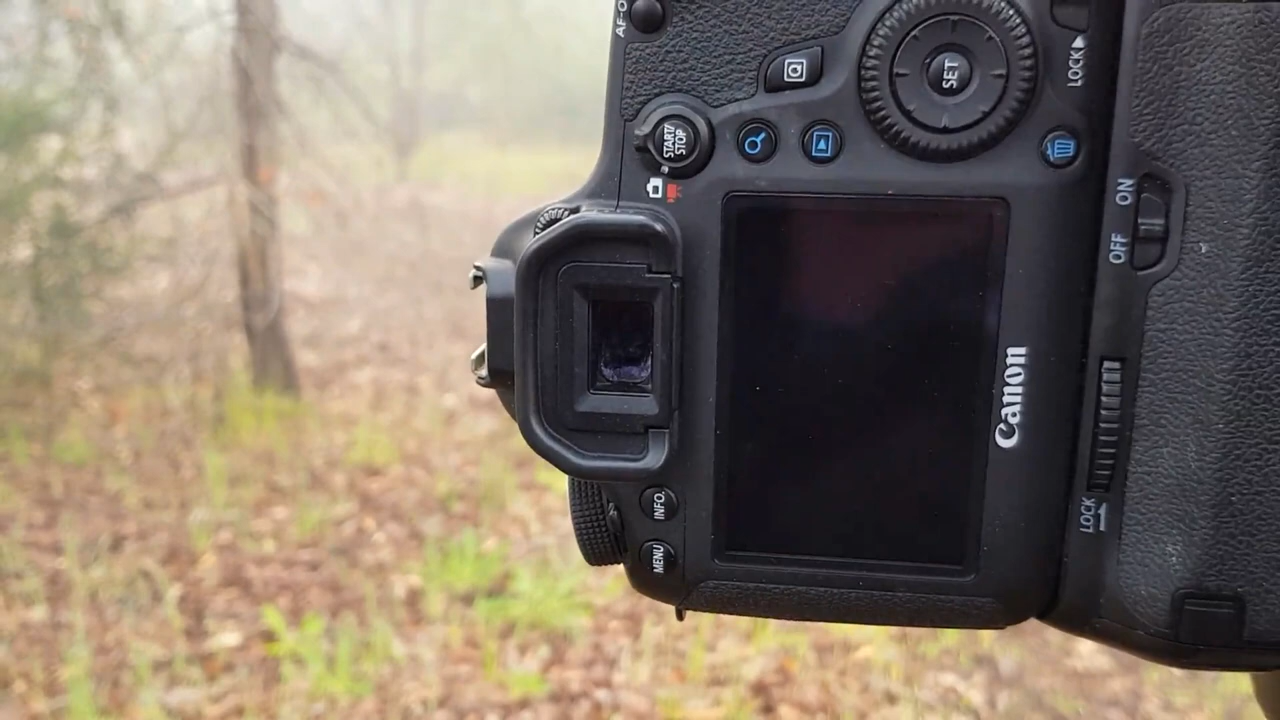 AF-O
Q
SET
LOCK
START/
STOP
ON
OFF
Canon
INFO.
MENU
LOCK